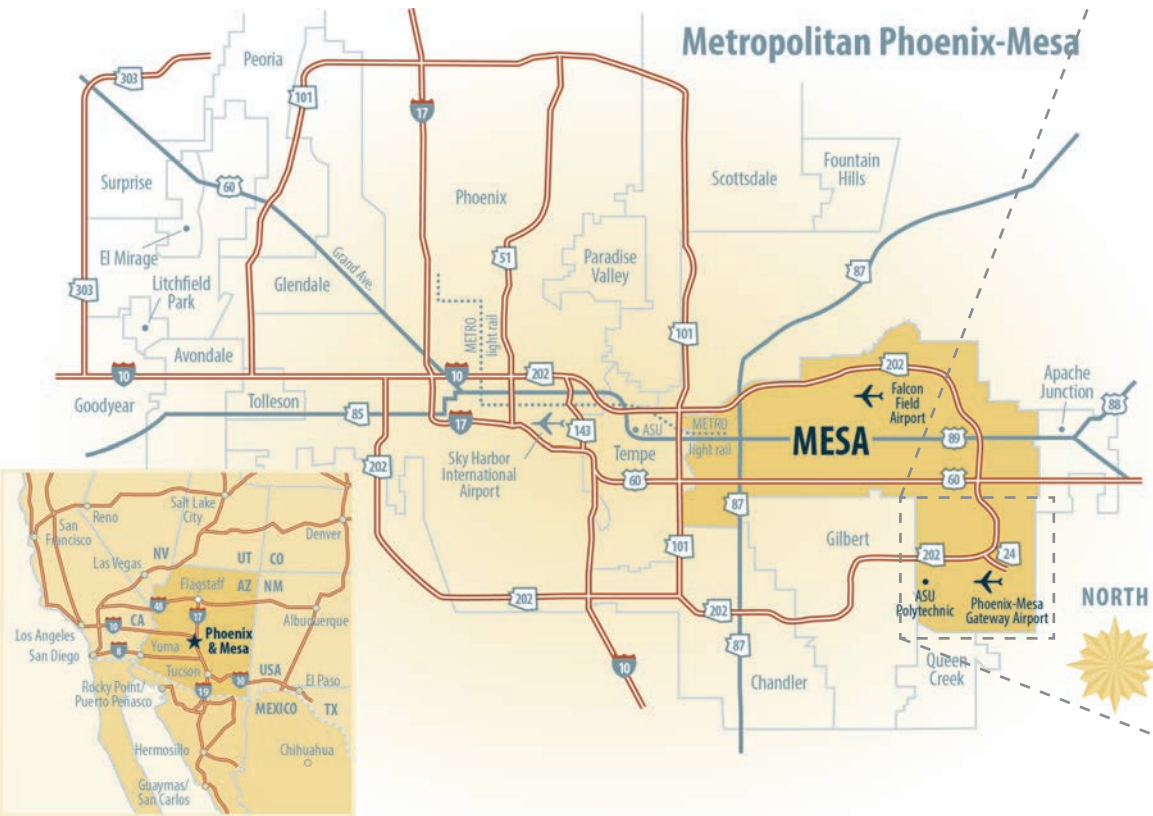 Metropolitan Phoenix-Mesa
Peoria
303
101
17
60
Surprise
Phoenix
Scottsdale
Fountain
Hills
El Mirage
Grand Ave.
51
Paradise
Valley
87
303
Litchfield
Park
Glendale
METRO
light rail
101
Avondale
10
10
202
202
Falcon
Field
Airport
Apache
Junction
88
Goodyear
Tolleson
85
17
143
ASU
METRO
light rail
MESA
89
Sky Harbor
International
Airport
Tempe
202
60
60
87
Gilbert
101
202
24
ASU
Polytechnic
Phoenix-Mesa
Gateway Airport
NORTH
202
202
87
10
Chandler
Queen
Creek
Salt Lake
City
Reno
San
Francisco
Denver
NV
UT
CO
Las Vegas
Flagstaff
AZ
NM
40
17
CA
10
Albuquerque
Los Angeles
Phoenix
& Mesa
8
Yuma
San Diego
Tucson
10
USA
El Paso
19
Rocky Point/
Puerto Peñasco
MEXICO
TX
Hermosillo
Chihuahua
Guaymas/
San Carlos